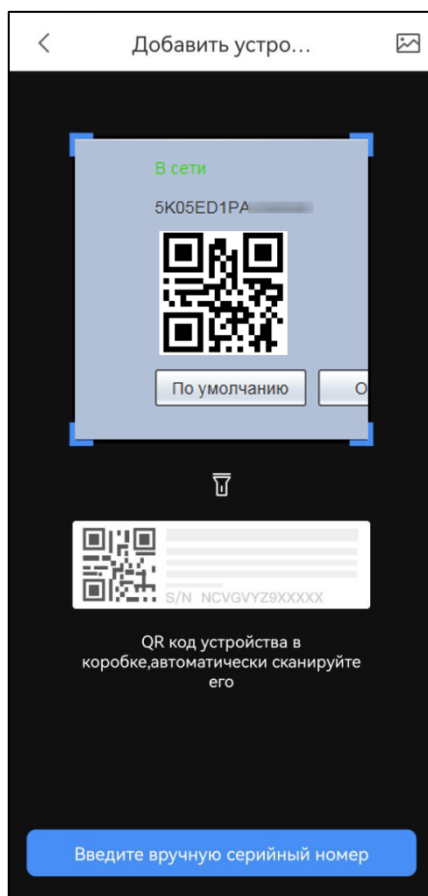 Добавить устро...
В сети
5K05ED1PA
По умолчанию
О
S/N NCVGVYZ9XXXXX
QR код устройства в
коробке,автоматически сканируйте
его
Введите вручную серийный номер